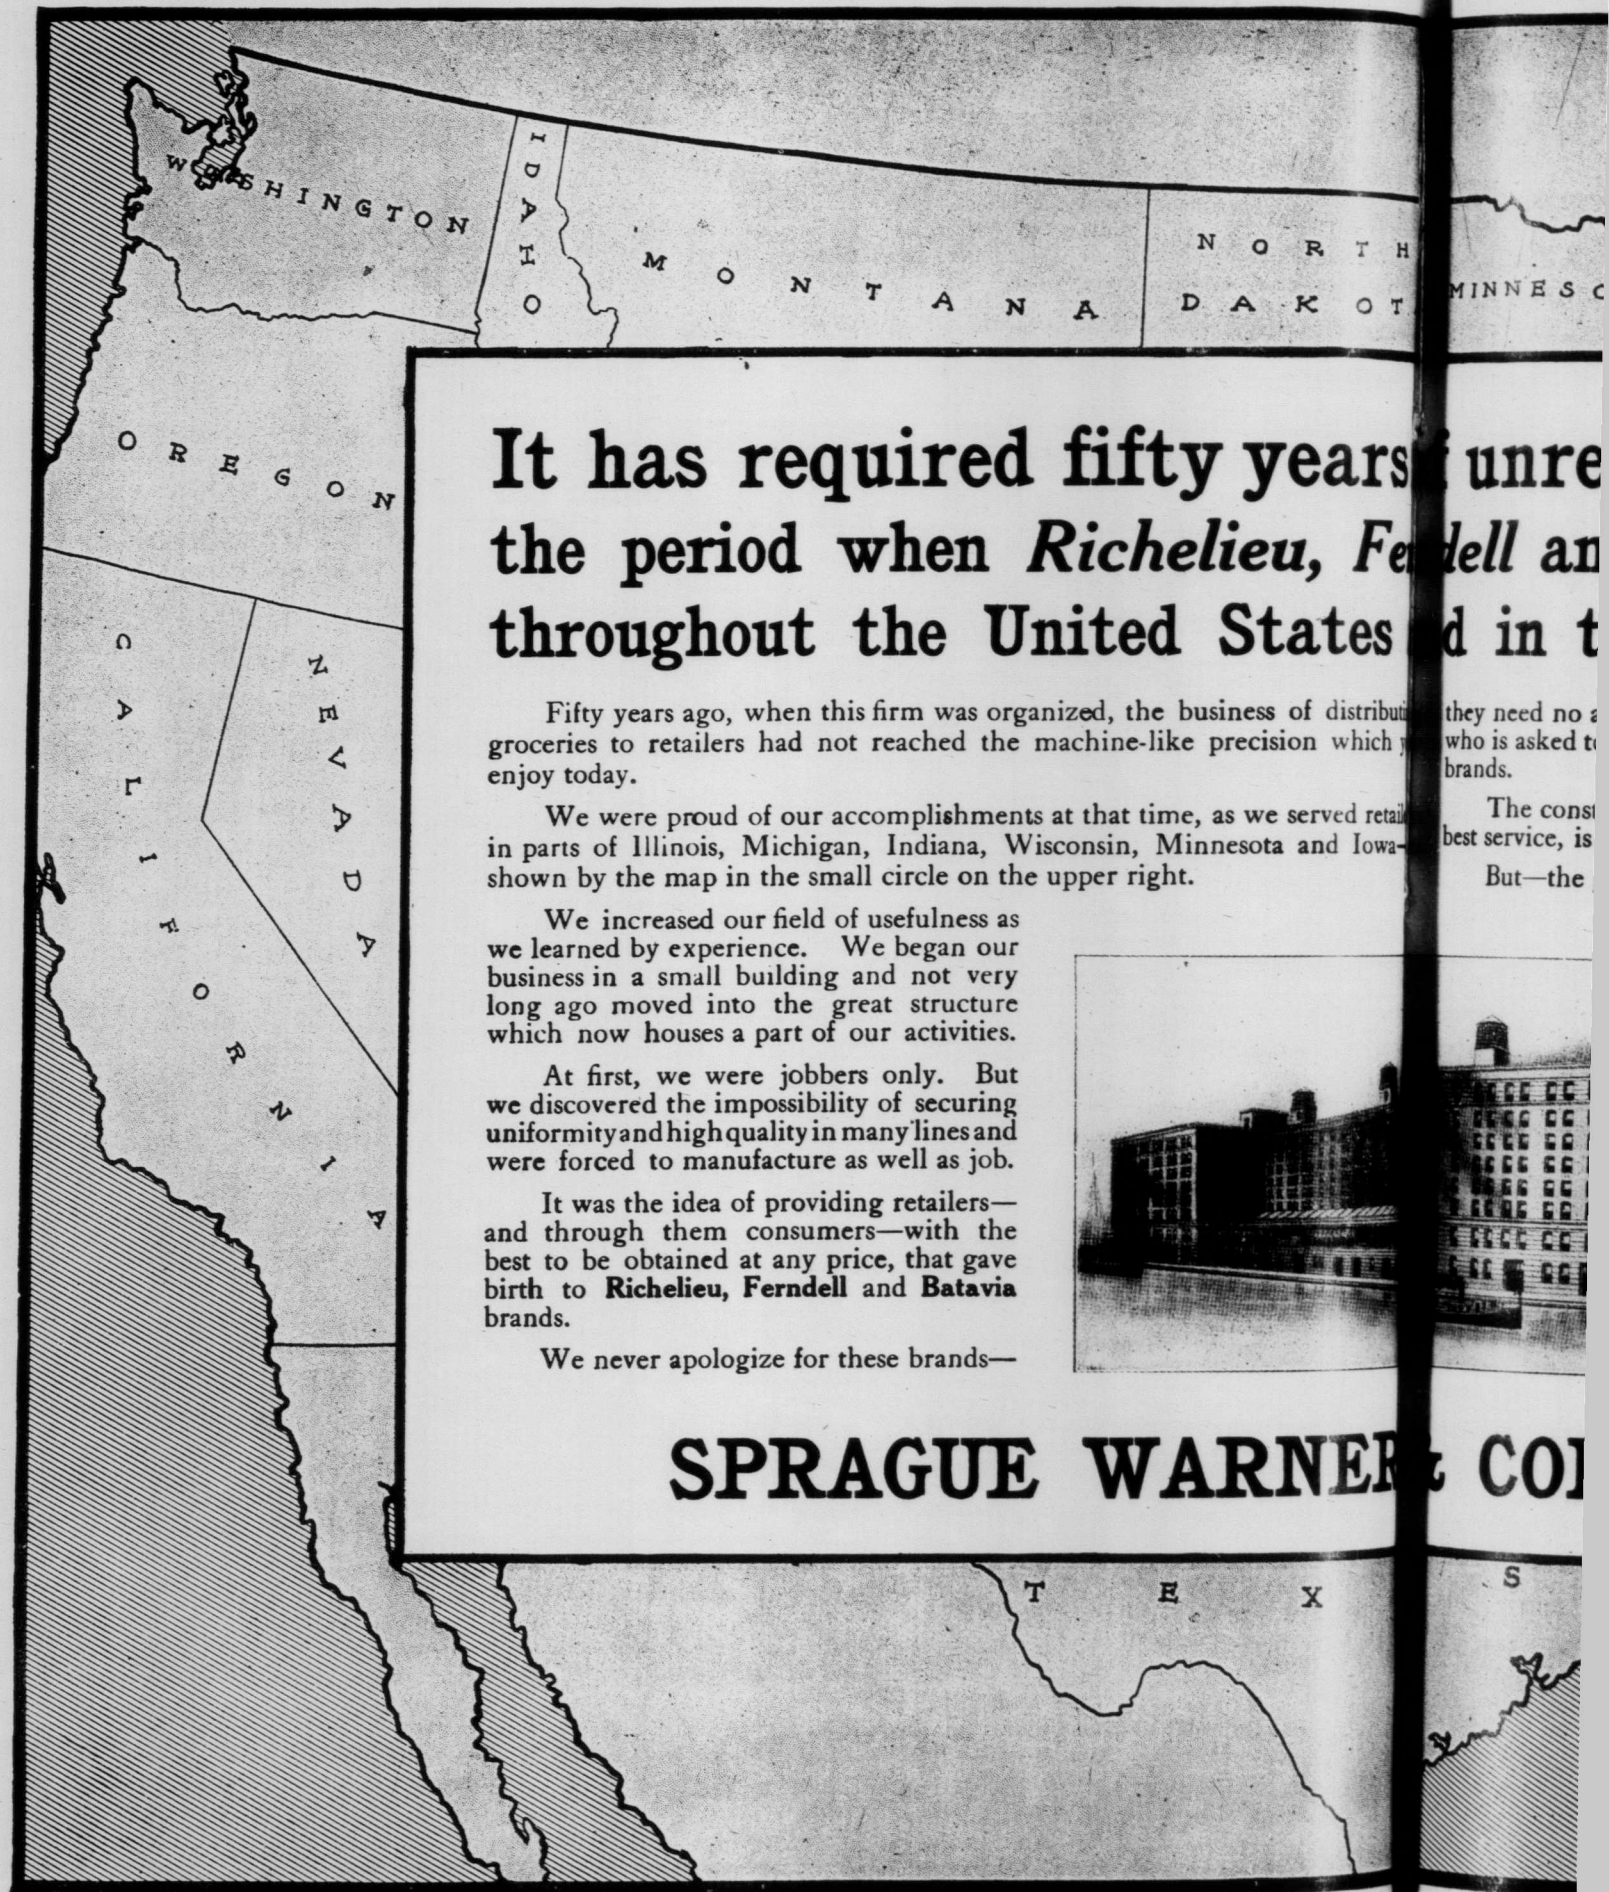 WASHINGTON
IDAHO
MONTANA
NORTH
DAKOT
MINNESO
OREGON
CALIFORNIA
NEVADA
It has required fifty years unre
the period when Richelieu, Ferndell an
throughout the United States d in t
Fifty years ago, when this firm was organized, the business of distributi
groceries to retailers had not reached the machine-like precision which
enjoy today.
We were proud of our accomplishments at that time, as we served retail
in parts of Illinois, Michigan, Indiana, Wisconsin, Minnesota and Iowa—
shown by the map in the small circle on the upper right.
We increased our field of usefulness as
we learned by experience. We began our
business in a small building and not very
long ago moved into the great structure
which now houses a part of our activities.
At first, we were jobbers only. But
we discovered the impossibility of securing
uniformity and high quality in many lines and
were forced to manufacture as well as job.
It was the idea of providing retailers—
and through them consumers—with the
best to be obtained at any price, that gave
birth to Richelieu, Ferndell and Batavia
brands.
We never apologize for these brands—
they need no a
who is asked t
brands.
The const
best service, is
But—the
SPRAGUE WARNER & CO
TEX S